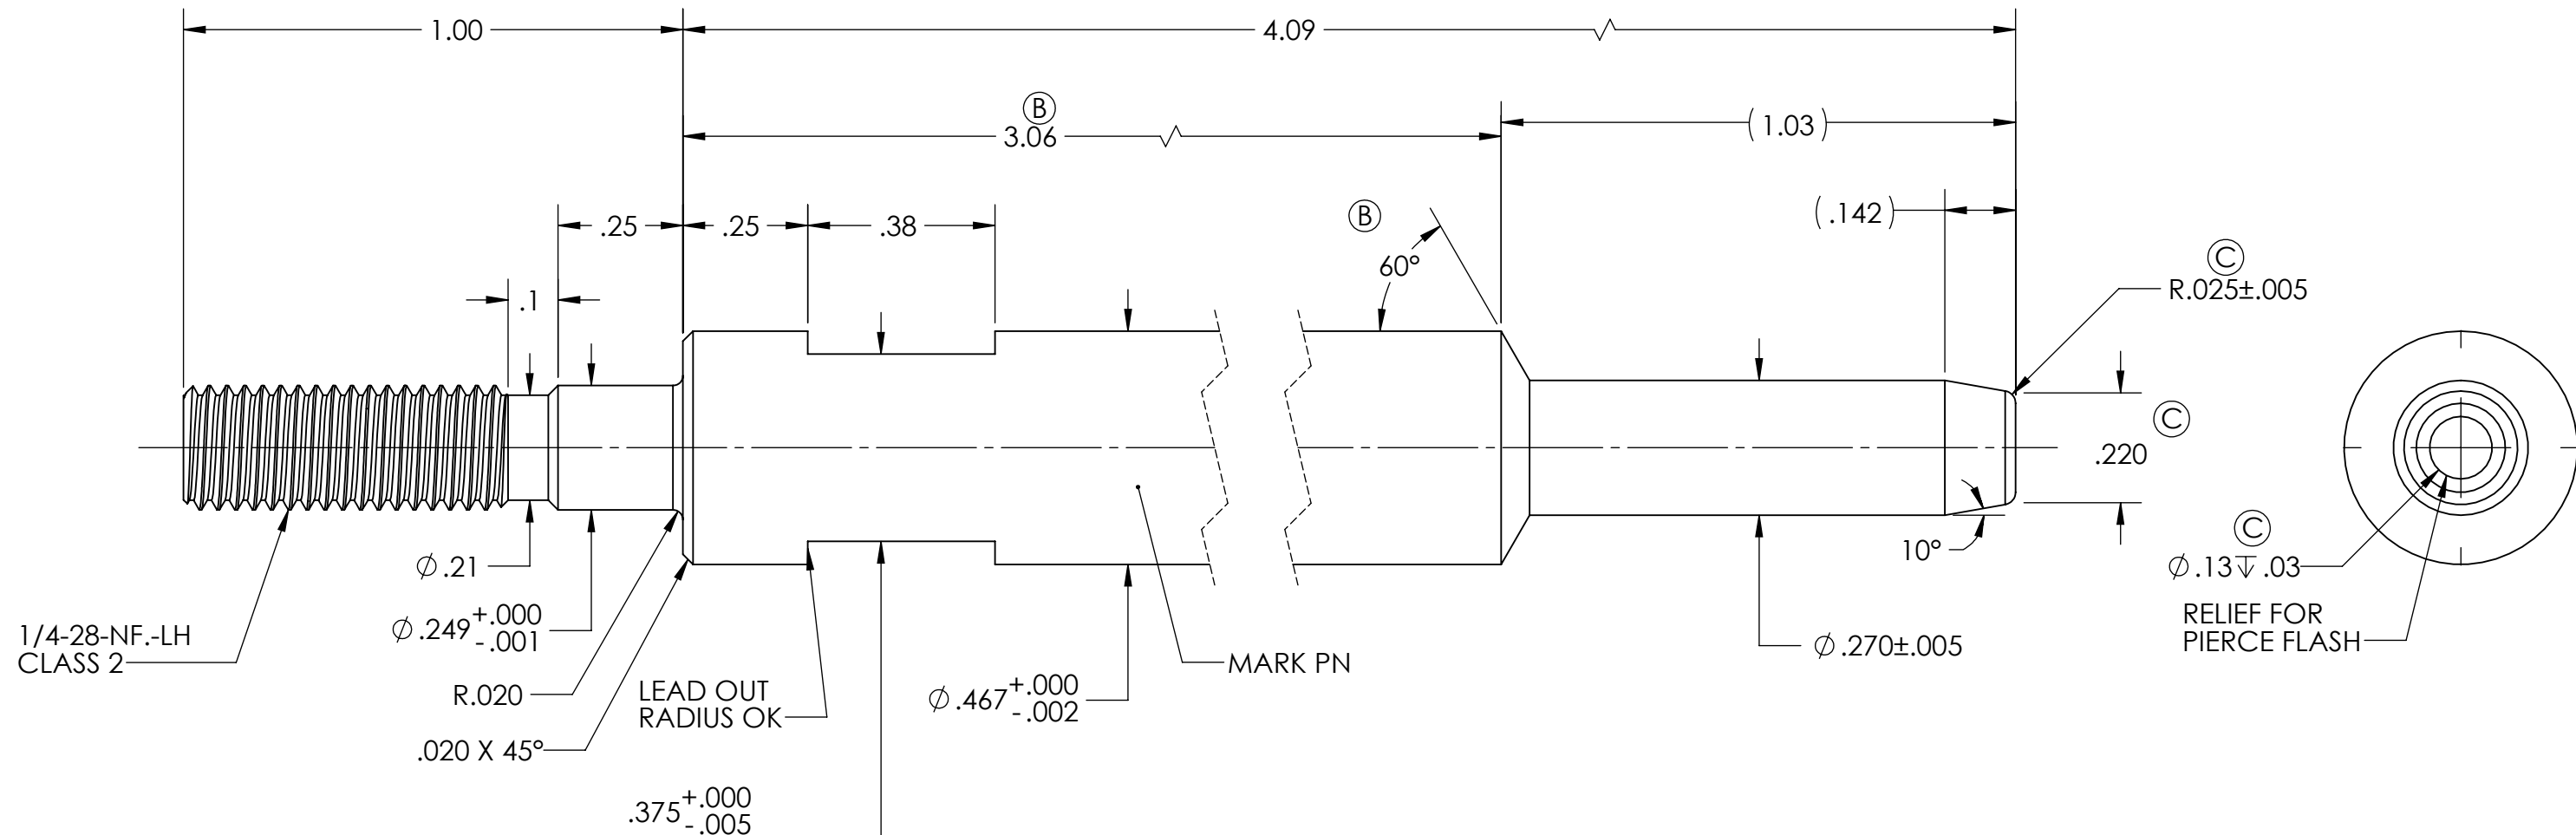 1.00
4.09
B
3.06
(1.03)
.25
.25
.38
B
60°
(.142)
C
R.025±.005
.1
C
.220
10°
C
⌀.13↧.03
RELIEF FOR
PIERCE FLASH
⌀.21
⌀.249 +.000
-.001
1/4-28-NF.-LH
CLASS 2
R.020
.020 X 45°
LEAD OUT
RADIUS OK
⌀.467 +.000
-.002
MARK PN
⌀.270±.005
.375 +.000
-.005